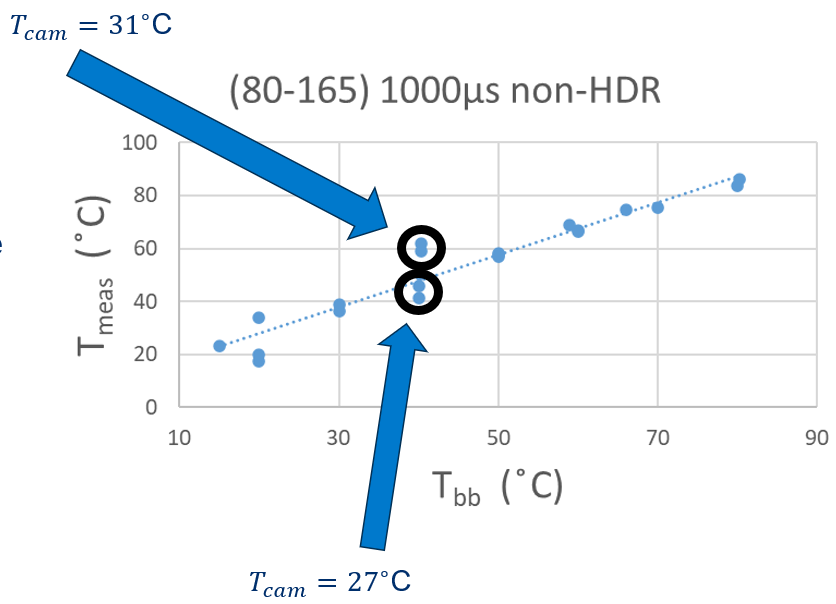 T_cam = 31°C
(80-165) 1000µs non-HDR
100
80
60
40
20
0
T_meas (˚C)
10 30 50 70 90
T_bb (˚C)
T_cam = 27°C